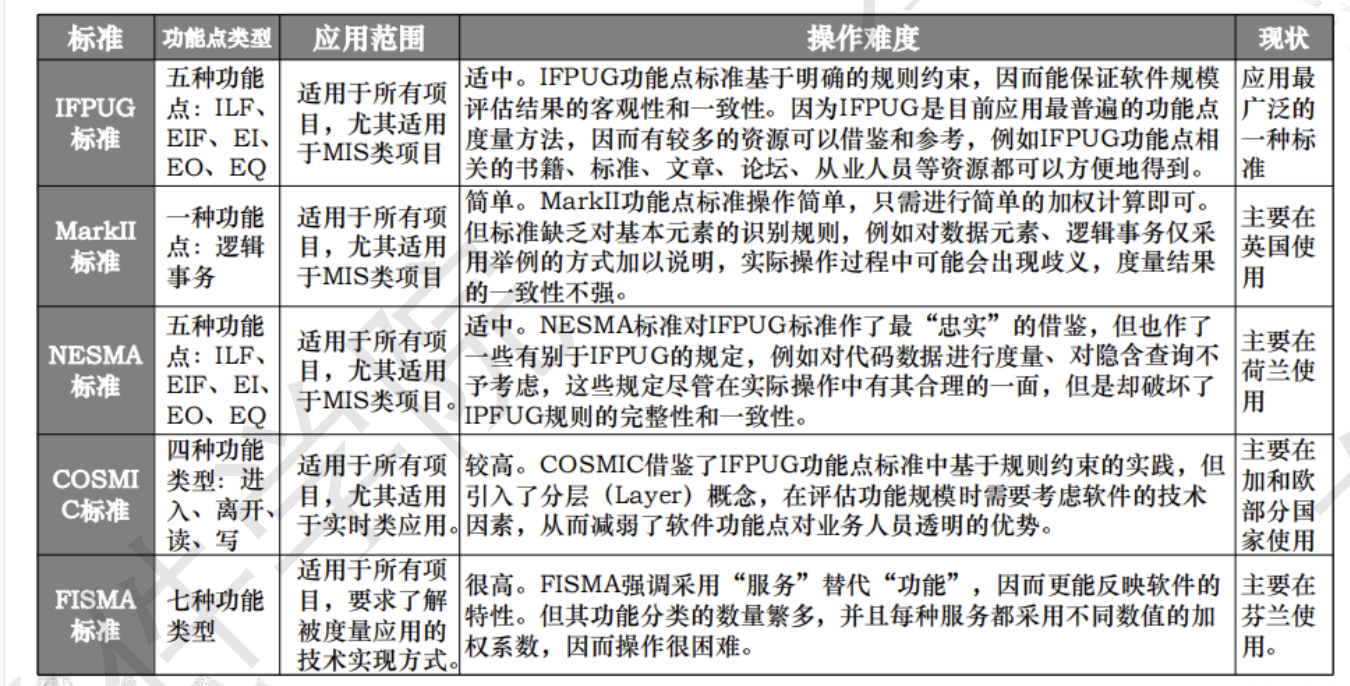 标准 功能点类型 应用范围 操作难度 现状
IFPUG
标准
五种功能
点：ILF、
EIF、EI、
EO、EQ
适用于所有项
目，尤其适用
于MIS类项目
适中。IFPUG功能点标准基于明确的规则约束，因而能保证软件规模
评估结果的客观性和一致性。因为IFPUG是目前应用最普遍的功能点
度量方法，因而有较多的资源可以借鉴和参考，例如IFPUG功能点相
关的书籍、标准、文章、论坛、从业人员等资源都可以方便地得到。
应用最
广泛的
一种标
准
MarkII
标准
一种功能
点：逻辑
事务
适用于所有项
目，尤其适用
于MIS类项目
简单。MarkII功能点标准操作简单，只需进行简单的加权计算即可。
但标准缺乏对基本元素的识别规则，例如对数据元素、逻辑事务仅采
用举例的方式加以说明，实际操作过程中可能会出现歧义，度量结果
的一致性不强。
主要在
英国使
用
NESMA
标准
五种功能
点：ILF、
EIF、EI、
EO、EQ
适用于所有项
目，尤其适用
于MIS类项目。
适中。NESMA标准对IFPUG标准作了最“忠实”的借鉴，但也作了
一些有别于IFPUG的规定，例如对代码数据进行度量、对隐含查询不
予考虑，这些规定尽管在实际操作中有其合理的一面，但是却破坏了
IPFUG规则的完整性和一致性。
主要在
荷兰使
用
COSMI
C标准
四种功能
类型：进
入、离开、
读、写
适用于所有项
目，尤其适用
于实时类应用。
较高。COSMIC借鉴了IFPUG功能点标准中基于规则约束的实践，但
引入了分层（Layer）概念，在评估功能规模时需要考虑软件的技术
因素，从而减弱了软件功能点对业务人员透明的优势。
主要在
加和欧
部分国
家使用
FISMA
标准
七种功能
类型
适用于所有项
目，要求了解
被度量应用的
技术实现方式。
很高。FISMA强调采用“服务”替代“功能”，因而更能反映软件的
特性。但其功能分类的数量繁多，并且每种服务都采用不同数值的加
权系数，因而操作很困难。
主要在
芬兰使
用。
件学院